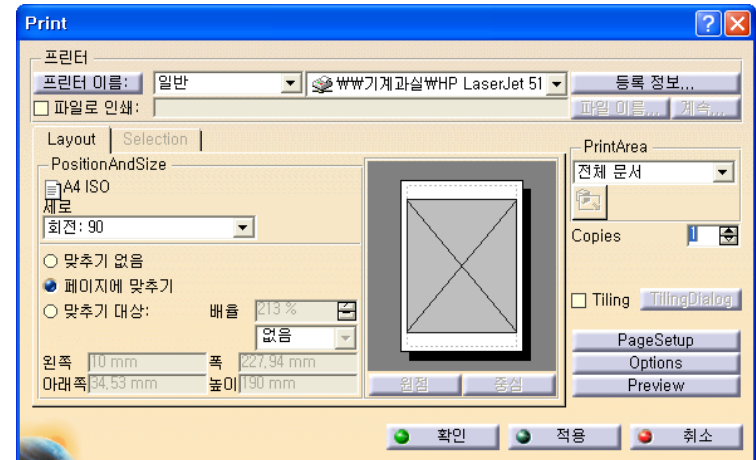 Print
프린터
프린터 이름: 일반 ₩₩기계과실₩HP LaserJet 51 등록 정보...
파일로 인쇄: 파일 이름... 계속...
Layout Selection
PrintArea
PositionAndSize
전체 문서
A4 ISO
세로
회전: 90
Copies 1
맞추기 없음
페이지에 맞추기
맞추기 대상: 배율 213 %
Tiling TilingDialog
없음
PageSetup
왼쪽 10 mm 폭 227,94 mm
Options
아래쪽 34,53 mm 높이 190 mm 원점 중심
Preview
확인 적용 취소